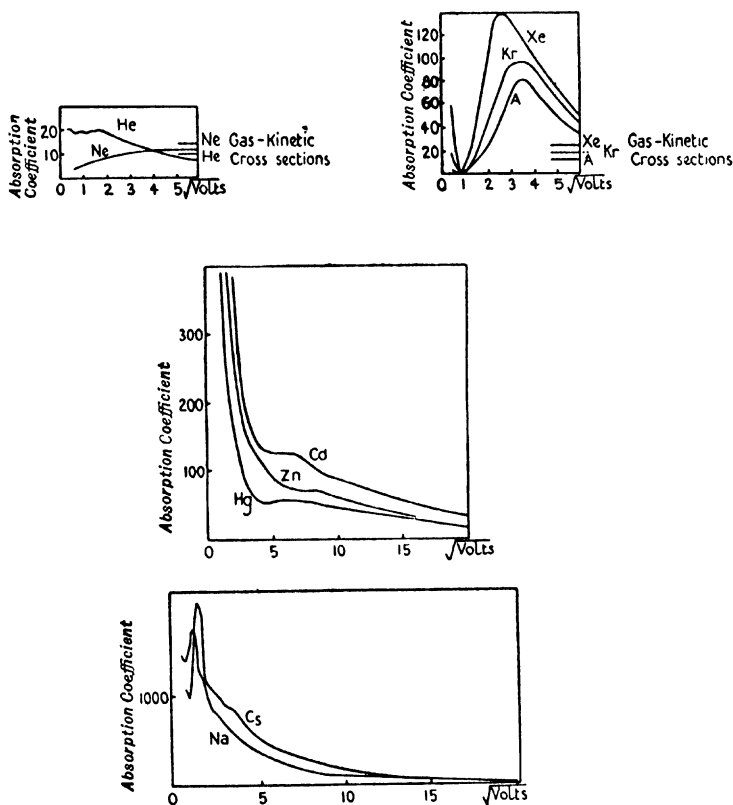 Absorption Coefficient
20
10
He
Ne
?
Ne Gas-Kinetic
He Cross sections
0 1 2 3 4 5 √Volts
Absorption Coefficient
120
100
80
60
40
20
Xe
Kr
A
Xe Kr Gas-Kinetic
A Cross sections
0 1 2 3 4 5 √Volts
Absorption Coefficient
300
200
100
Cd
Zn
Hg
0 5 10 15 √Volts
Absorption Coefficient
1000
Cs
Na
0 5 10 15 √Volts